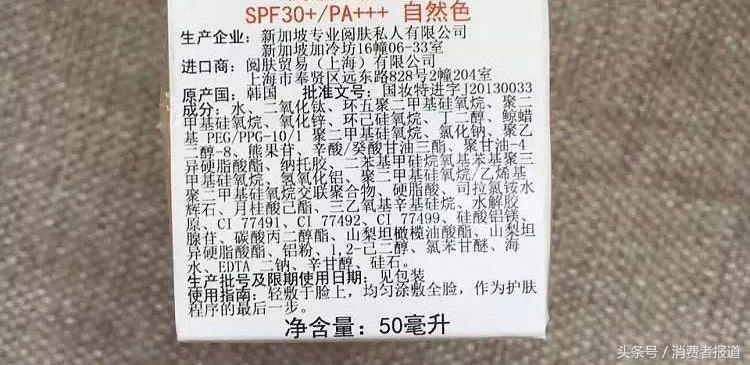 SPF30+/PA+++ 自然色
生产企业：新加坡专业阅肤私人有限公司
新加坡加冷坊16幢06-33室
进口商：阅肤贸易（上海）有限公司
上海市奉贤区远东路828号2幢204室
原产国：韩国 批准文号：国妆特进字J20130033
成分：水、二氧化钛、环五聚二甲基硅氧烷、聚二
甲基硅氧烷、氧化锌、环己硅氧烷、丁二醇、鲸蜡
基 PEG/PPG-10/1 聚二甲基硅氧烷、氯化钠、聚乙
二醇-8、熊果苷、辛酸/癸酸甘油三酯、聚甘油-4
异硬脂酸酯、纳托胶、二苯基甲硅烷氧基苯基聚三
甲基硅氧烷、氢氧化铝、聚二甲基硅氧烷/乙烯基
聚二甲基硅氧烷交联聚合物、硬脂酸、司拉氯铵水
辉石、月桂酸己酯、三乙氧基辛基硅烷、水解胶
原、CI 77491、CI 77492、CI 77499、硅酸铝镁、
腺苷、碳酸丙二醇酯、山梨坦橄榄油酸酯、山梨坦
异硬脂酸酯、铝粉、1,2-己二醇、氯苯甘醚、海
水、EDTA 二钠、辛甘醇、硅石。
生产批号及限期使用日期：见包装
使用指南：轻敷于脸上，均匀涂敷全脸，作为护肤
程序的最后一步。
净含量：50毫升
头条号／消费者报道